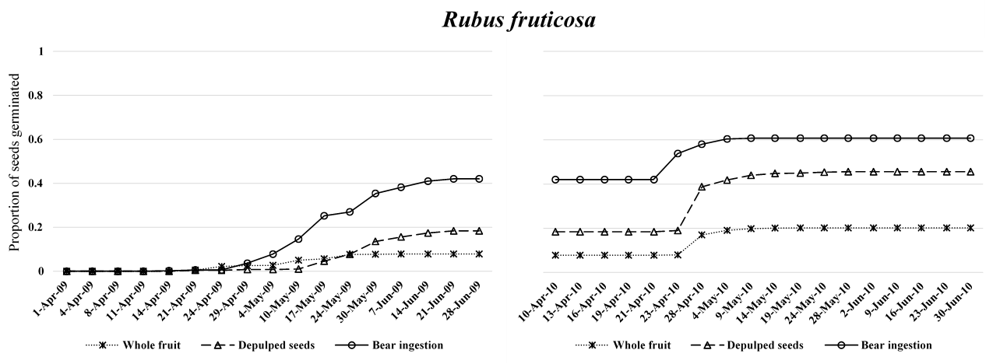 Rubus fruticosa
Proportion of seeds germinated
1
0.8
0.6
0.4
0.2
0
1-Apr-09
4-Apr-09
8-Apr-09
11-Apr-09
14-Apr-09
21-Apr-09
24-Apr-09
29-Apr-09
4-May-09
10-May-09
17-May-09
24-May-09
30-May-09
7-Jun-09
14-Jun-09
21-Jun-09
28-Jun-09
Whole fruit Depulped seeds Bear ingestion
10-Apr-10
13-Apr-10
16-Apr-10
19-Apr-10
21-Apr-10
23-Apr-10
28-Apr-10
4-May-10
9-May-10
14-May-10
19-May-10
24-May-10
28-May-10
2-Jun-10
9-Jun-10
16-Jun-10
23-Jun-10
30-Jun-10
Whole fruit Depulped seeds Bear ingestion